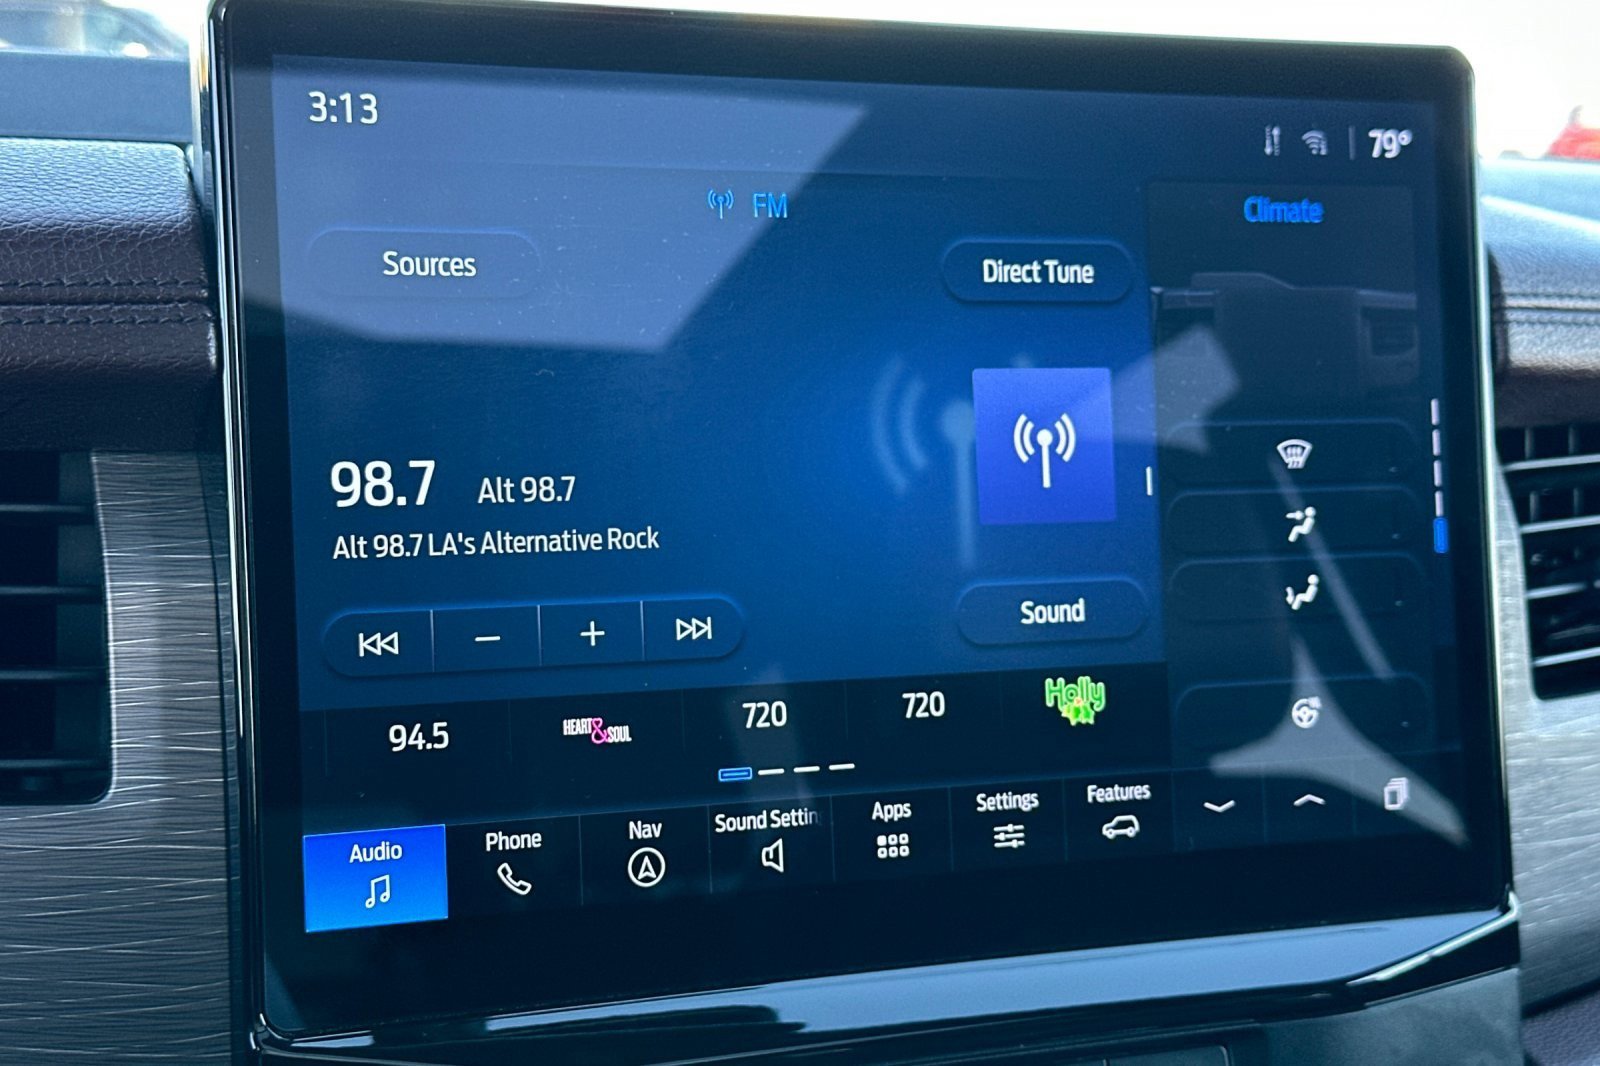 3:13
79°
FM
Climate
Sources
Direct Tune
98.7
Alt 98.7
Alt 98.7 LA's Alternative Rock
Sound
94.5
HEART&SOUL
720
720
Holly
Audio
Phone
Nav
Sound Settin
Apps
Settings
Features